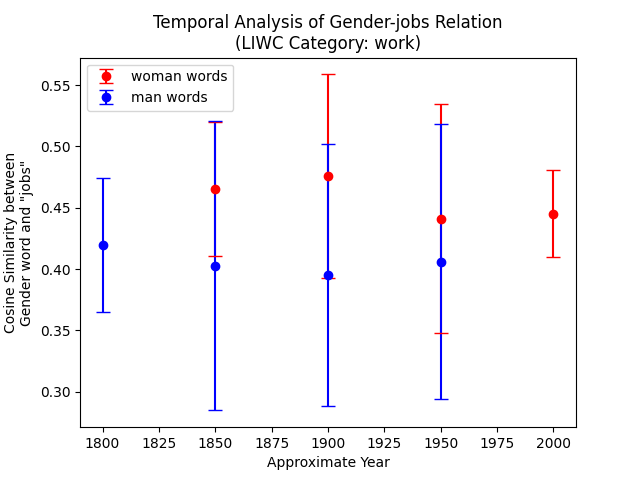 Temporal Analysis of Gender-jobs Relation
(LIWC Category: work)
woman words
man words
Cosine Similarity between
Gender word and "jobs"
0.55
0.50
0.45
0.40
0.35
0.30
1800 1825 1850 1875 1900 1925 1950 1975 2000
Approximate Year